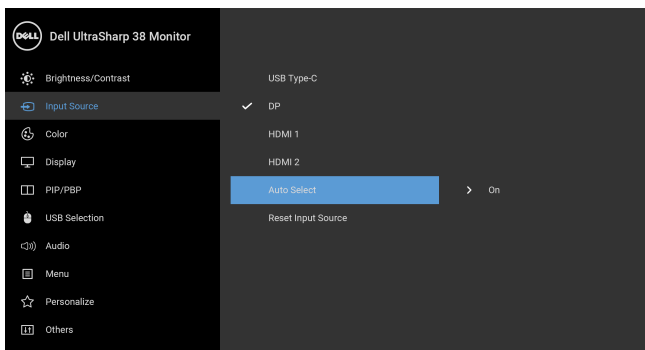 DELL Dell UltraSharp 38 Monitor
Brightness/Contrast USB Type-C
Input Source DP
Color HDMI 1
Display HDMI 2
PIP/PBP Auto Select On
USB Selection Reset Input Source
Audio
Menu
Personalize
Others